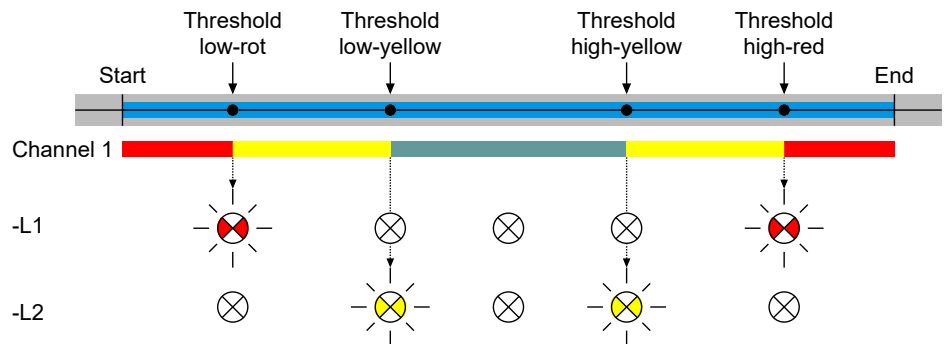 Threshold
low-rot
Threshold
low-yellow
Threshold
high-yellow
Threshold
high-red
Start
End
Channel 1
-L1
-L2